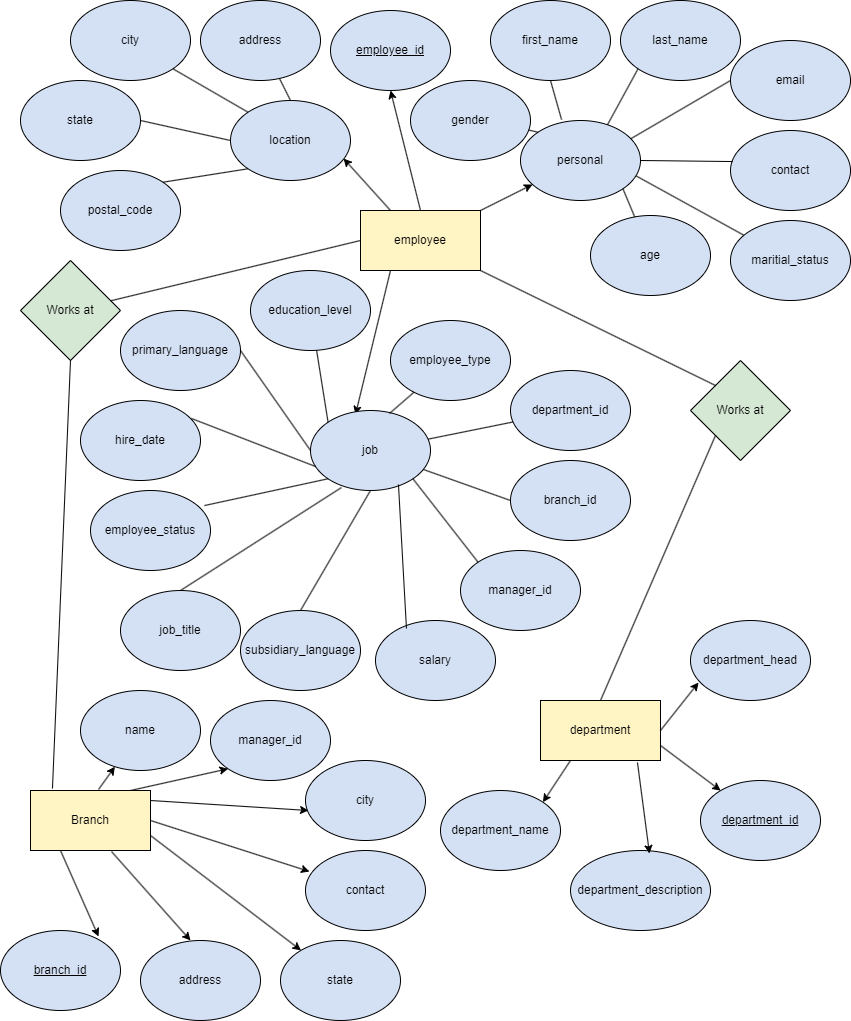 city
address
employee_id
first_name
last_name
email
state
gender
location
personal
contact
postal_code
employee
age
maritial_status
Works at
education_level
primary_language
employee_type
department_id
Works at
hire_date
job
branch_id
employee_status
manager_id
job_title
subsidiary_language
salary
department_head
name
manager_id
department
city
Branch
department_name
department_id
contact
department_description
branch_id
address
state